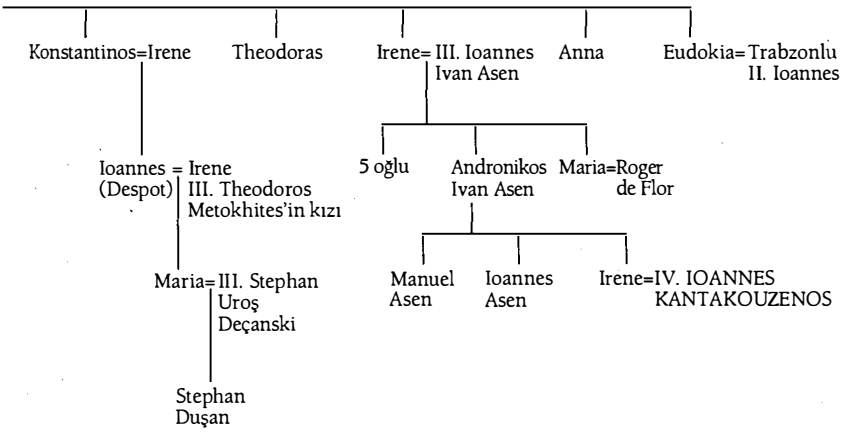 Konstantinos=Irene
Theodoras
Irene= III. Ioannes
Ivan Asen
Anna
Eudokia= Trabzonlu
II. Ioannes
Ioannes = Irene
(Despot) III. Theodoros
Metokhites'in kızı
5 oğlu
Andronikos
Ivan Asen
Maria=Roger
de Flor
Maria= III. Stephan
Uroş
Deçanski
Manuel
Asen
Ioannes
Asen
Irene=IV. IOANNES
KANTAKOUZENOS
Stephan
Duşan